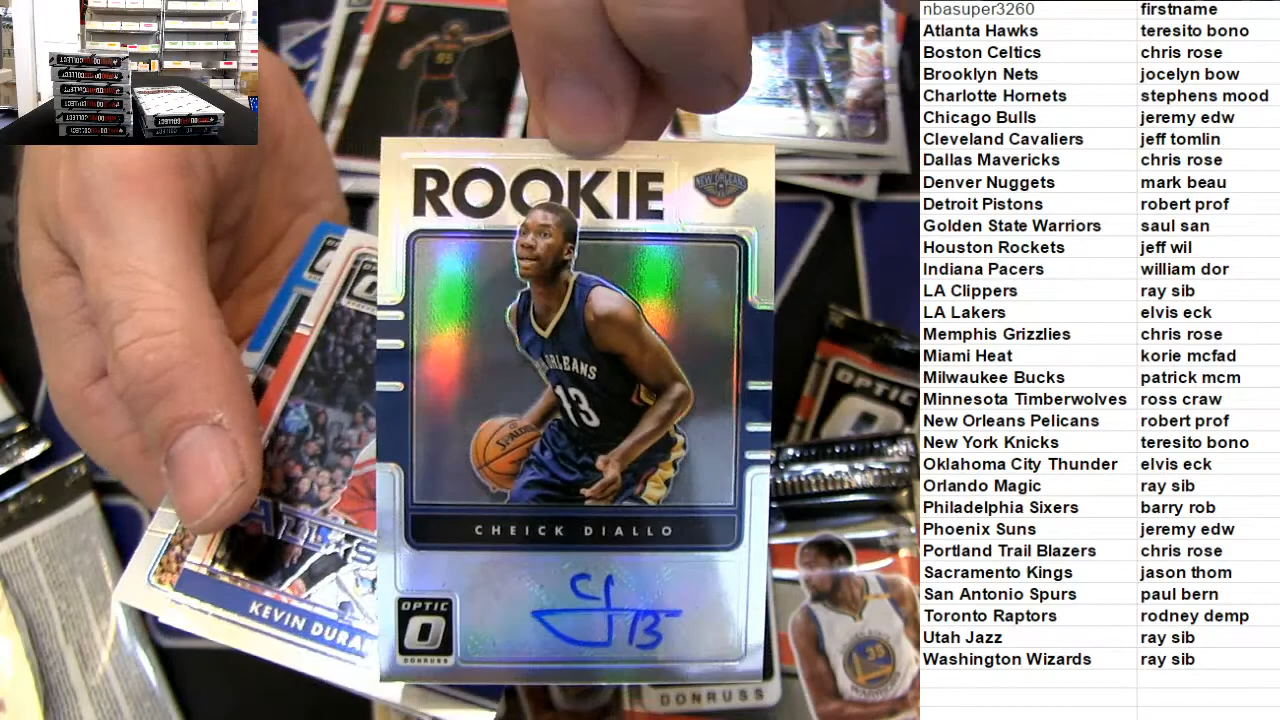 nbasuper3260 firstname
Atlanta Hawks teresito bono
Boston Celtics chris rose
Brooklyn Nets jocelyn bow
Charlotte Hornets stephens mood
Chicago Bulls jeremy edw
Cleveland Cavaliers jeff tomlin
Dallas Mavericks chris rose
Denver Nuggets mark beau
Detroit Pistons robert prof
Golden State Warriors saul san
Houston Rockets jeff wil
Indiana Pacers william dor
LA Clippers ray sib
LA Lakers elvis eck
Memphis Grizzlies chris rose
Miami Heat korie mcfad
Milwaukee Bucks patrick mcm
Minnesota Timberwolves ross craw
New Orleans Pelicans robert prof
New York Knicks teresito bono
Oklahoma City Thunder elvis eck
Orlando Magic ray sib
Philadelphia Sixers barry rob
Phoenix Suns jeremy edw
Portland Trail Blazers chris rose
Sacramento Kings jason thom
San Antonio Spurs paul bern
Toronto Raptors rodney demp
Utah Jazz ray sib
Washington Wizards ray sib
ROOKIE
NEW ORLEANS
ORLEANS
13
SPALDING
CHEICK DIALLO
OPTIC
DONRUSS
13
KEVIN DURA
OPTIC
35
DONRUSS